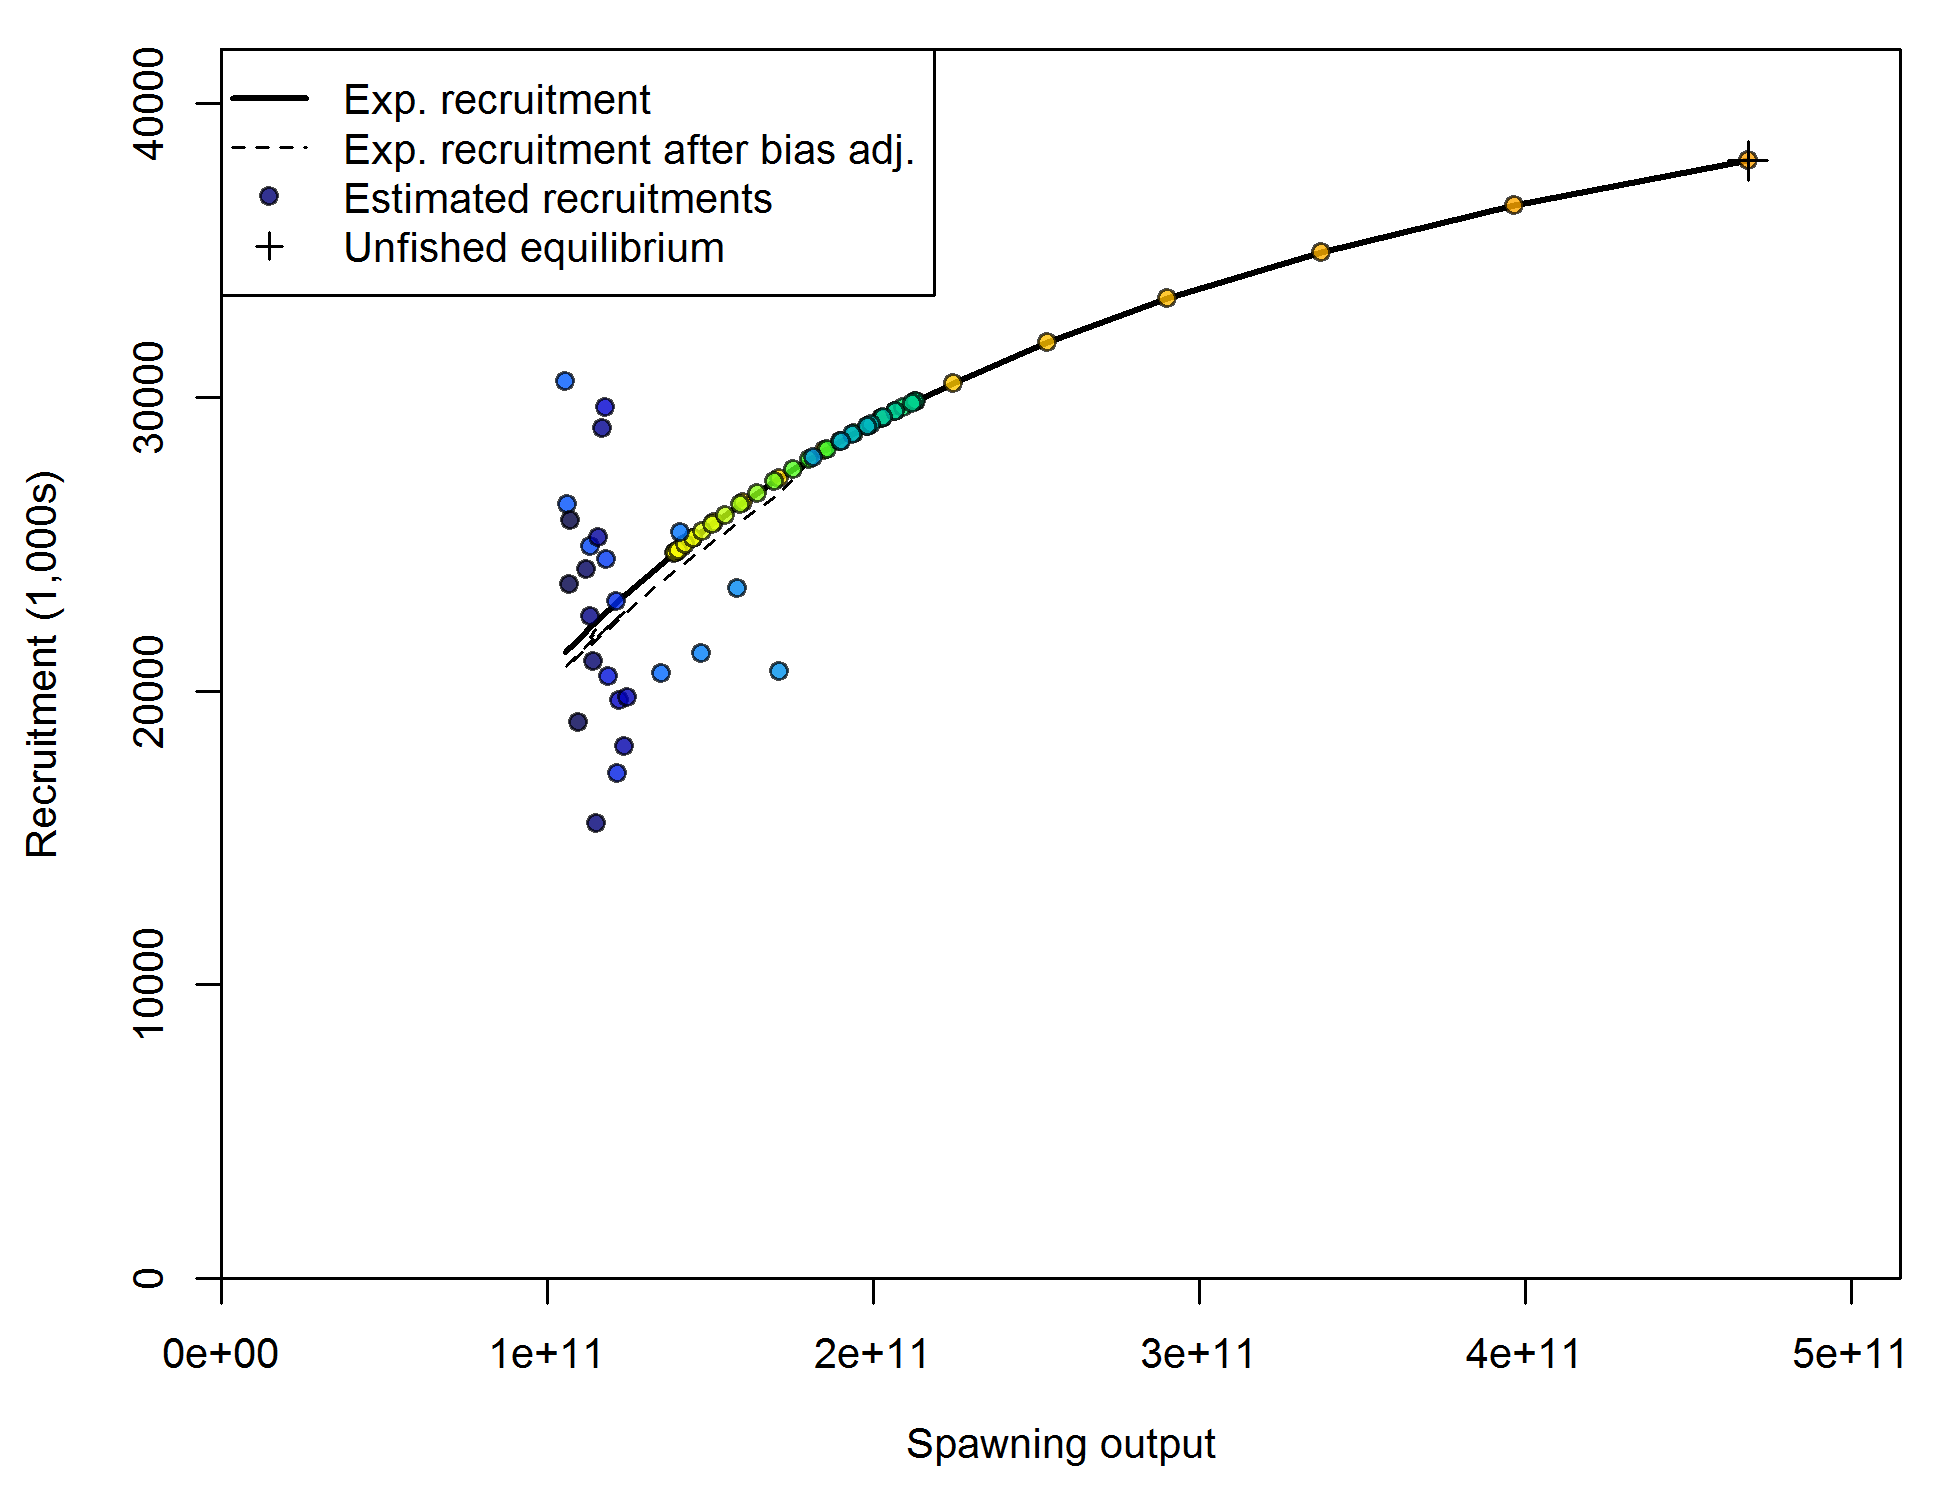 Exp. recruitment
Exp. recruitment after bias adj.
Estimated recruitments
Unfished equilibrium
Recruitment (1,000s)
40000
30000
20000
10000
0
0e+00 1e+11 2e+11 3e+11 4e+11 5e+11
Spawning output